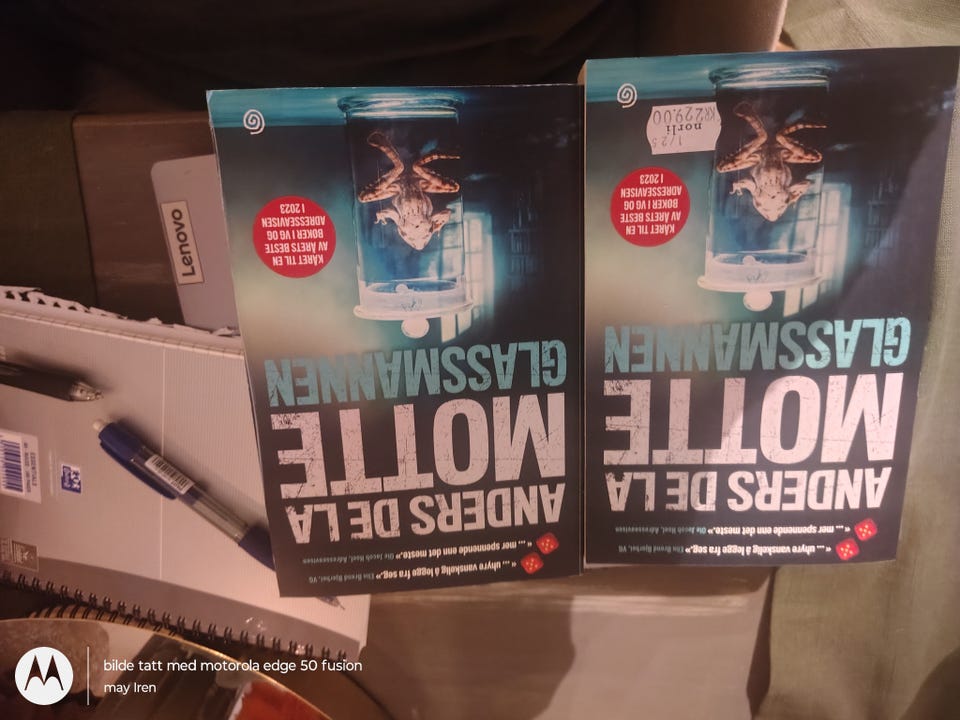 Lenovo
« ... uhyre vanskelig å legge fra seg.» Elin Brend Bjørhei, VG
« ... mer spennende enn det meste.» Ole Jacob Hoel, Adresseavisen
ANDERS DE LA
MOTTE
GLASSMANNEN
KÅRET TIL EN
AV ÅRETS BESTE
BØKER I VG OG
ADRESSEAVISEN
I 2023
« ... uhyre vanskelig å legge fra seg.» Elin Brend Bjørhei, VG
« ... mer spennende enn det meste.» Ole Jacob Hoel, Adresseavisen
ANDERS DE LA
MOTTE
GLASSMANNEN
KÅRET TIL EN
AV ÅRETS BESTE
BØKER I VG OG
ADRESSEAVISEN
I 2023
1/25
norli
KR229.00
bilde tatt med motorola edge 50 fusion
may Iren